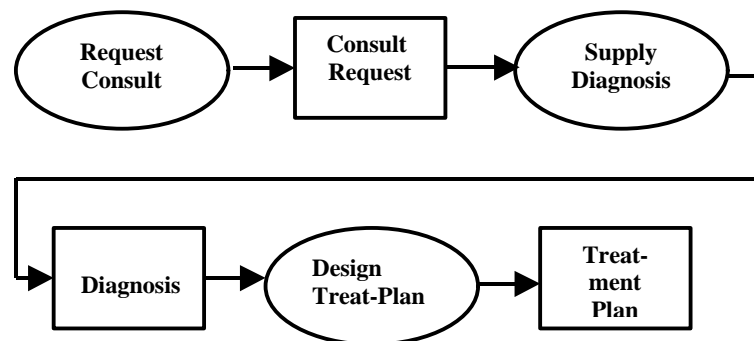 Request
Consult
Consult
Request
Supply
Diagnosis
Diagnosis
Design
Treat-Plan
Treat-
ment
Plan